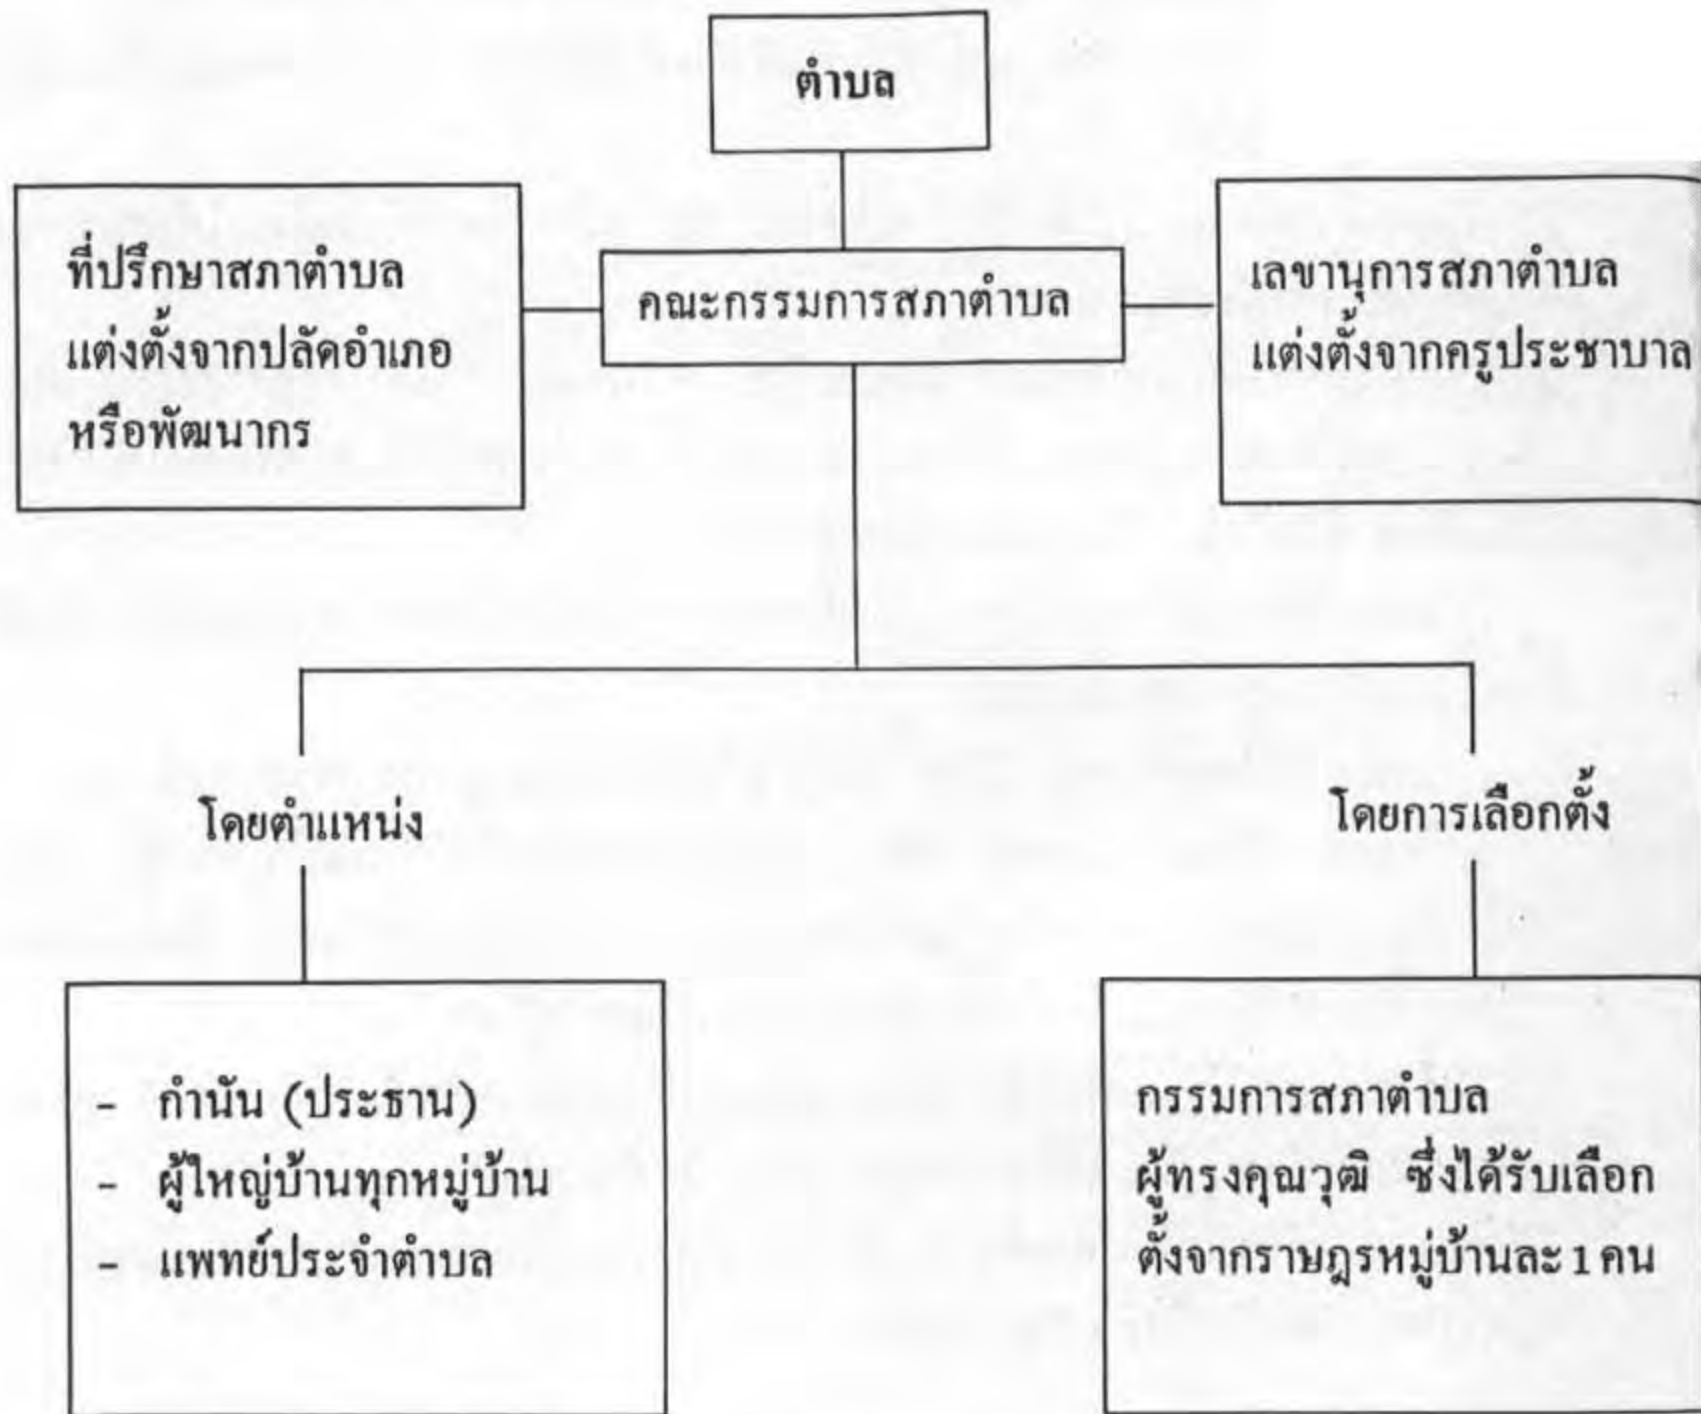 ตำบล
ที่ปรึกษาสภาตำบล
แต่งตั้งจากปลัดอำเภอ
หรือพัฒนากร
คณะกรรมการสภาตำบล
เลขานุการสภาตำบล
แต่งตั้งจากครูประชาบาล
โดยตำแหน่ง
โดยการเลือกตั้ง
- กำนัน (ประธาน)
- ผู้ใหญ่บ้านทุกหมู่บ้าน
- แพทย์ประจำตำบล
กรรมการสภาตำบล
ผู้ทรงคุณวุฒิ ซึ่งได้รับเลือก
ตั้งจากราษฎรหมู่บ้านละ 1 คน